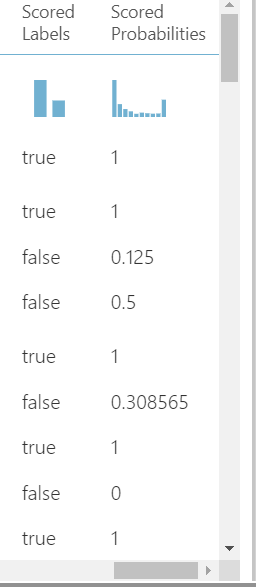 Scored Scored
Labels Probabilities
true 1
true 1
false 0.125
false 0.5
true 1
false 0.308565
true 1
false 0
true 1